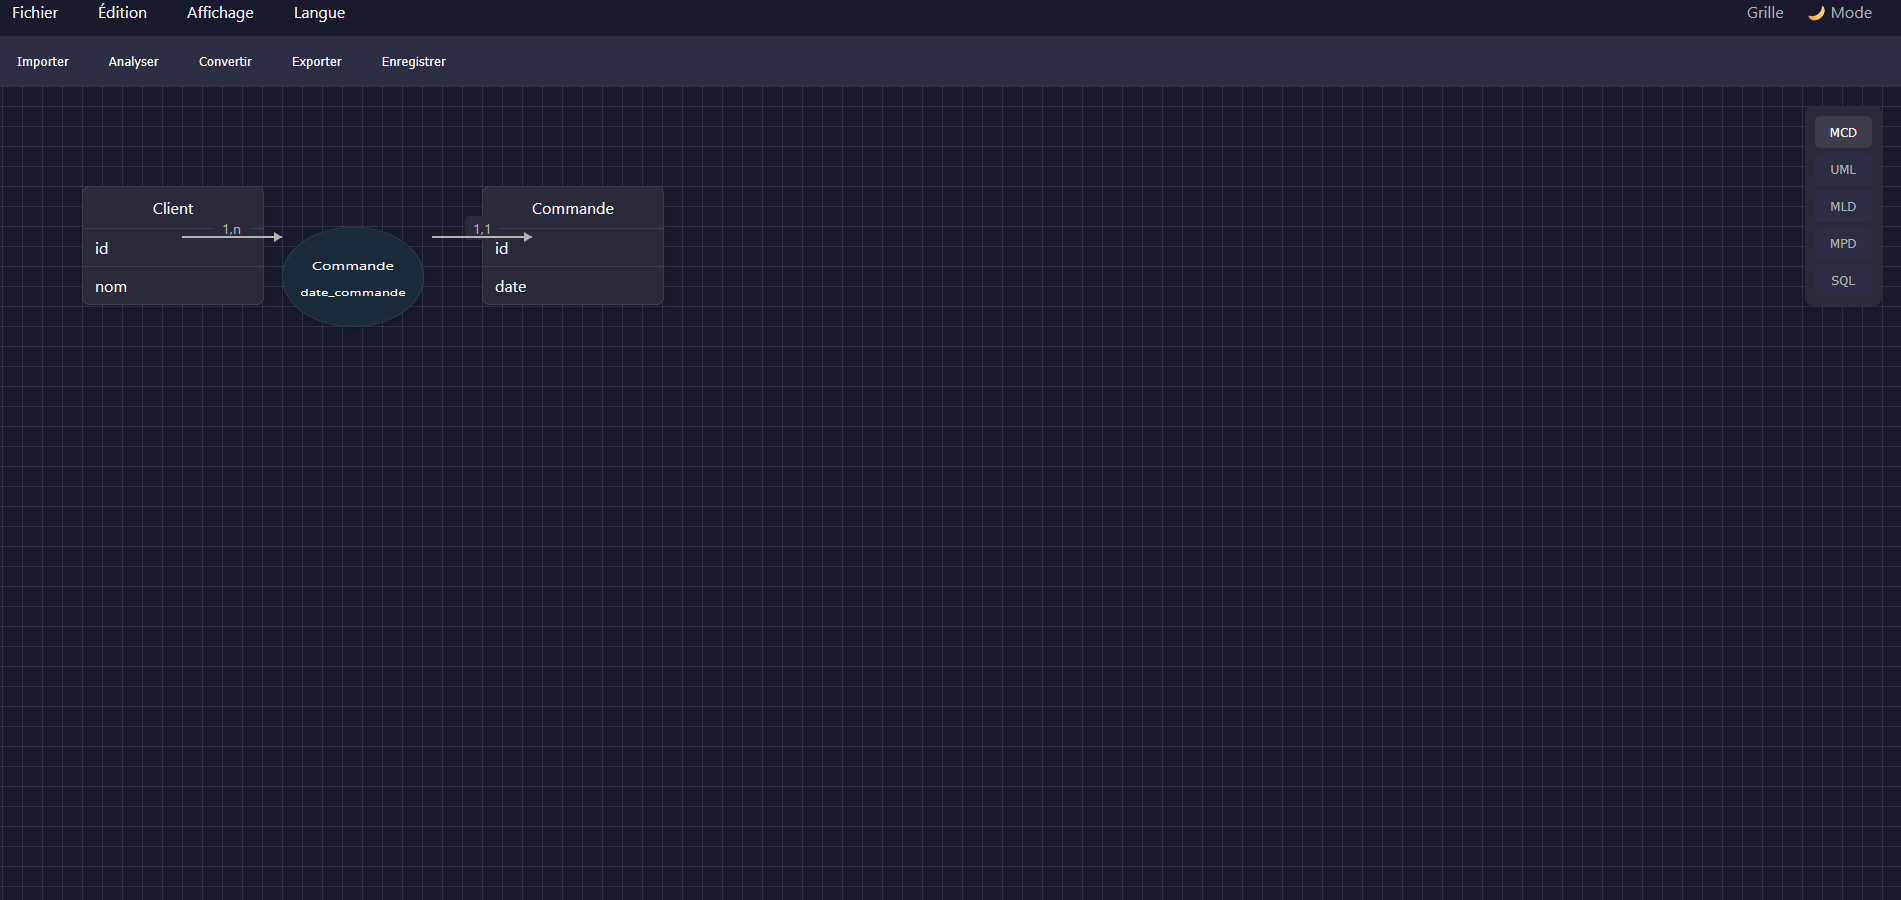 Fichier Édition Affichage Langue Grille 🌙 Mode
Importer Analyser Convertir Exporter Enregistrer
Client
1,n
id
nom
Commande
date_commande
Commande
1,1
id
date
MCD
UML
MLD
MPD
SQL